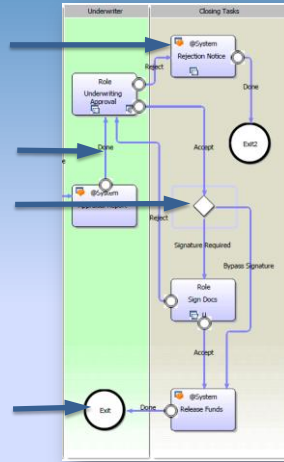 Underwriter
Closing Tasks
@System
Rejection Notice
Reject
Role
Underwriting
Approval
Done
Accept
Exit2
Done
@System
Reject
Signature Required
Bypass Signature
Role
Sign Docs
Accept
@System
Release Funds
Done
Exit